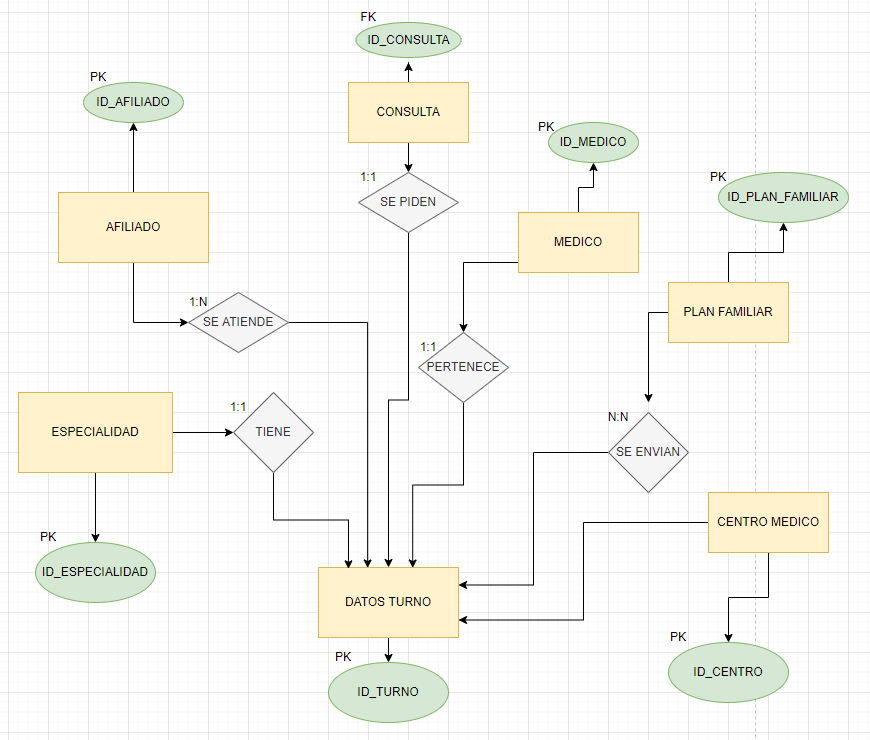 FK
ID_CONSULTA
PK
ID_AFILIADO
CONSULTA
PK
ID_MEDICO
1:1
SE PIDEN
PK
ID_PLAN_FAMILIAR
AFILIADO
MEDICO
1:N
SE ATIENDE
PLAN FAMILIAR
1:1
PERTENECE
1:1
TIENE
ESPECIALIDAD
N:N
SE ENVIAN
CENTRO MEDICO
PK
ID_ESPECIALIDAD
DATOS TURNO
PK
ID_TURNO
PK
ID_CENTRO